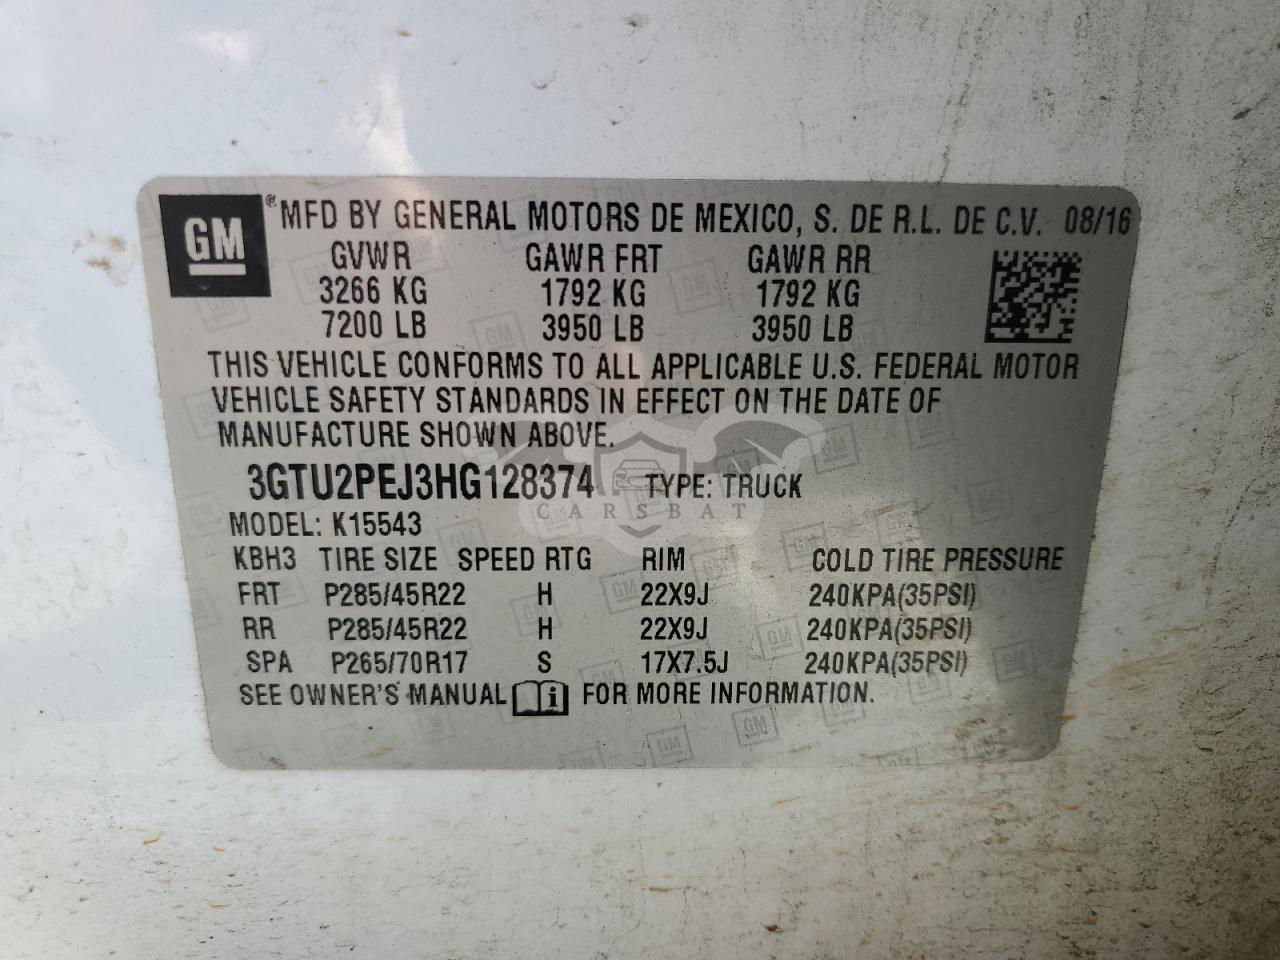 GM ® MFD BY GENERAL MOTORS DE MEXICO, S. DE R.L. DE C.V. 08/16
GVWR GAWR FRT GAWR RR
3266 KG 1792 KG 1792 KG
7200 LB 3950 LB 3950 LB
THIS VEHICLE CONFORMS TO ALL APPLICABLE U.S. FEDERAL MOTOR
VEHICLE SAFETY STANDARDS IN EFFECT ON THE DATE OF
MANUFACTURE SHOWN ABOVE.
3GTU2PEJ3HG128374 TYPE: TRUCK
CARSBAT
MODEL: K15543
KBH3 TIRE SIZE SPEED RTG RIM COLD TIRE PRESSURE
FRT P285/45R22 H 22X9J 240KPA(35PSI)
RR P285/45R22 H 22X9J 240KPA(35PSI)
SPA P265/70R17 S 17X7.5J 240KPA(35PSI)
SEE OWNER'S MANUAL i FOR MORE INFORMATION.